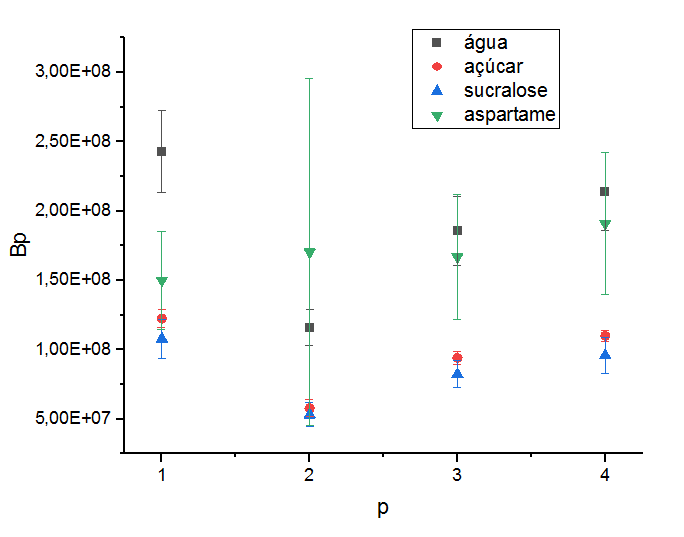 água
açúcar
sucralose
aspartame
3,00E+08
2,50E+08
2,00E+08
1,50E+08
1,00E+08
5,00E+07
Bp
1 2 3 4
p